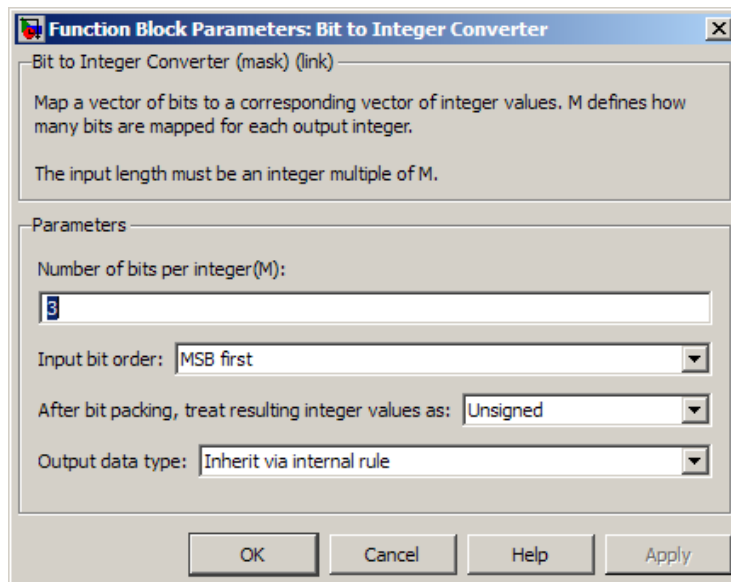 Function Block Parameters: Bit to Integer Converter
Bit to Integer Converter (mask) (link)
Map a vector of bits to a corresponding vector of integer values. M defines how
many bits are mapped for each output integer.
The input length must be an integer multiple of M.
Parameters
Number of bits per integer(M):
3
Input bit order: MSB first
After bit packing, treat resulting integer values as: Unsigned
Output data type: Inherit via internal rule
OK Cancel Help Apply